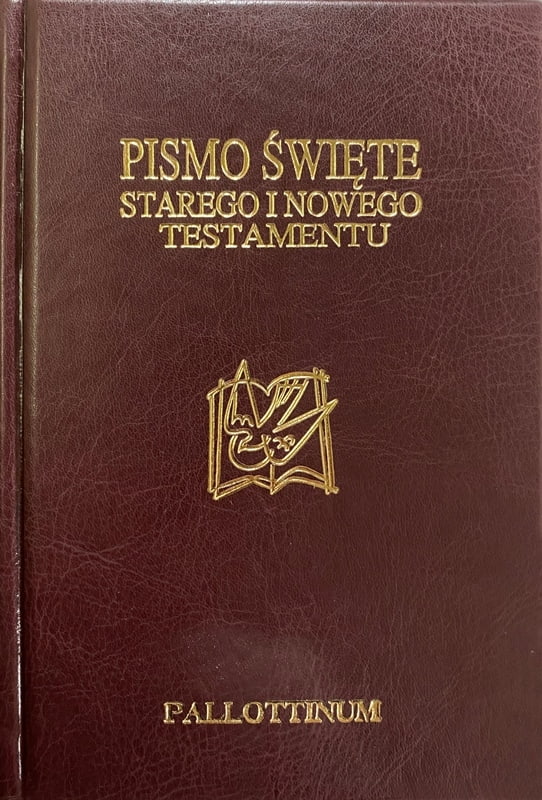 PISMO ŚWIĘTE
STAREGO I NOWEGO
TESTAMENTU
PALLOTTINUM